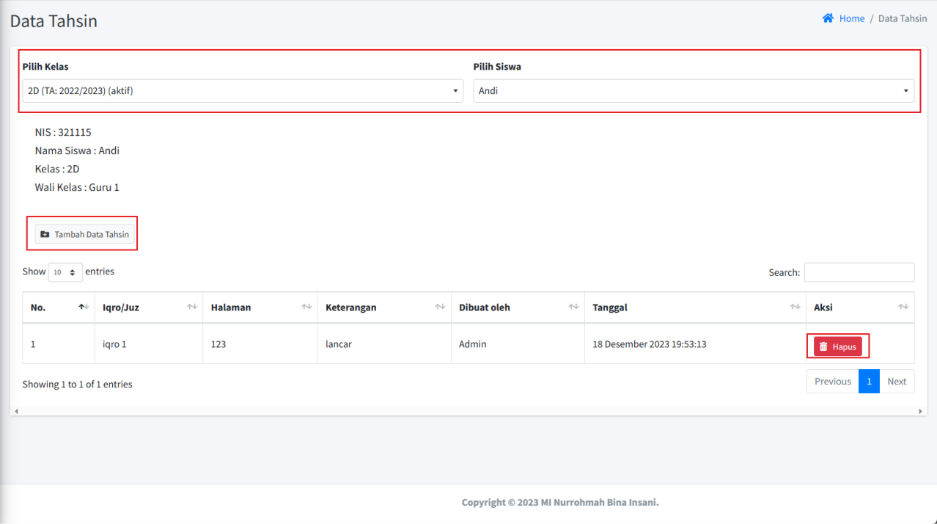 Data Tahsin
Home / Data Tahsin
Pilih Kelas
Pilih Siswa
2D (TA: 2022/2023) (aktif)
Andi
NIS : 321115
Nama Siswa : Andi
Kelas : 2D
Wali Kelas : Guru 1
Tambah Data Tahsin
Show 10 entries
Search:
No. Iqro/Juz Halaman Keterangan Dibuat oleh Tanggal Aksi
1 iqro 1 123 lancar Admin 18 Desember 2023 19:53:13 Hapus
Showing 1 to 1 of 1 entries
Previous 1 Next
Copyright © 2023 MI Nurrohmah Bina Insani.